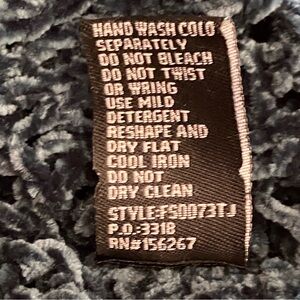 HAND WASH COLD
SEPARATELY
DO NOT BLEACH
DO NOT TWIST
OR WRING
USE MILD
DETERGENT
RESHAPE AND
DRY FLAT
COOL IRON
DO NOT
DRY CLEAN
STYLE:FS0073TJ
P.O.:3318
RN#156267